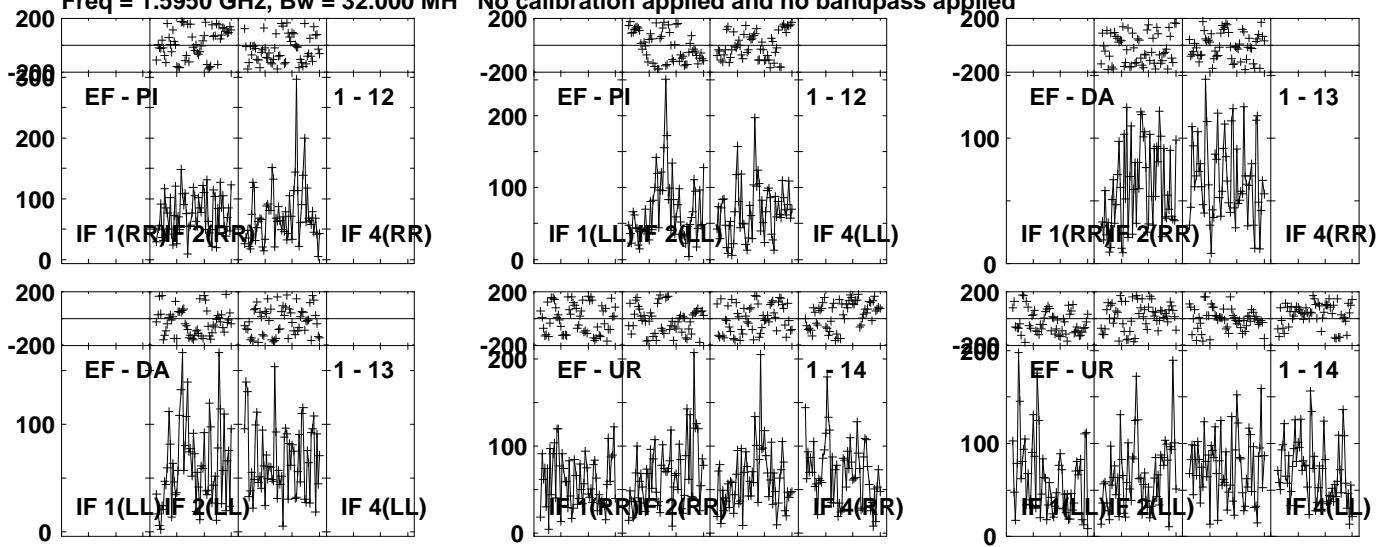 Freq = 1.5950 GHz, Bw = 32.000 MH No calibration applied and no bandpass applied
200
-200
300
EF - PI 1 - 12
200
100
0
IF 1(RR) IF 2(RR) IF 4(RR)
200
-200
EF - PI 1 - 12
200
100
0
IF 1(LL) IF 2(LL) IF 4(LL)
200
-200
EF - DA 1 - 13
100
0
IF 1(RR) IF 2(RR) IF 4(RR)
200
-200
EF - DA 1 - 13
100
0
IF 1(LL) IF 2(LL) IF 4(LL)
200
-200
200
EF - UR 1 - 14
100
0
IF 1(RR) IF 2(RR) IF 4(RR)
200
-200
200
EF - UR 1 - 14
100
0
IF 1(LL) IF 2(LL) IF 4(LL)